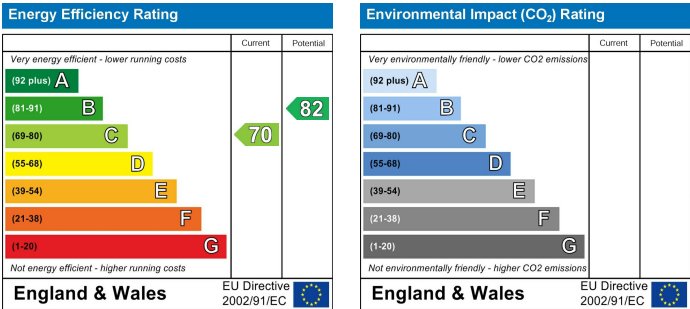 Energy Efficiency Rating
Current Potential
Very energy efficient - lower running costs
(92 plus) A
(81-91) B
82
(69-80) C
70
(55-68) D
(39-54) E
(21-38) F
(1-20) G
Not energy efficient - higher running costs
England & Wales
EU Directive
2002/91/EC
Environmental Impact (CO₂) Rating
Current Potential
Very environmentally friendly - lower CO2 emissions
(92 plus) A
(81-91) B
(69-80) C
(55-68) D
(39-54) E
(21-38) F
(1-20) G
Not environmentally friendly - higher CO2 emissions
England & Wales
EU Directive
2002/91/EC